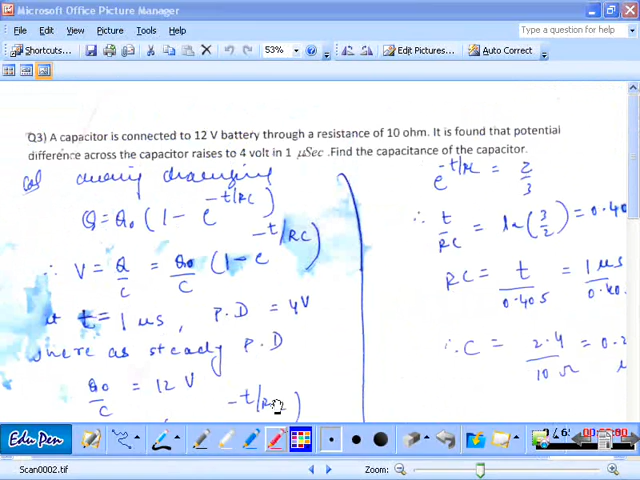 Microsoft Office Picture Manager
File Edit View Picture Tools Help
Type a question for help
Shortcuts... 53% Edit Pictures... Auto Correct
Q3) A capacitor is connected to 12 V battery through a resistance of 10 ohm. It is found that potential
difference across the capacitor raises to 4 volt in 1 μSec .Find the capacitance of the capacitor.
Sol during charging
Q = Q₀ ( 1 - e^-t/RC )
∴ V = Q/C = Q₀/C ( 1 - e^-t/RC )
at t = 1 μs , P.D = 4V
where as steady P.D
Q₀/C = 12 V
e^-t/RC = 2/3
∴ t/RC = ln(3/2) = 0.40
RC = t/0.405 = 1μs/0.40
∴ C = 2.4/10 Ω = 0.2
Edu Pen
Scan0002.tif
Zoom: